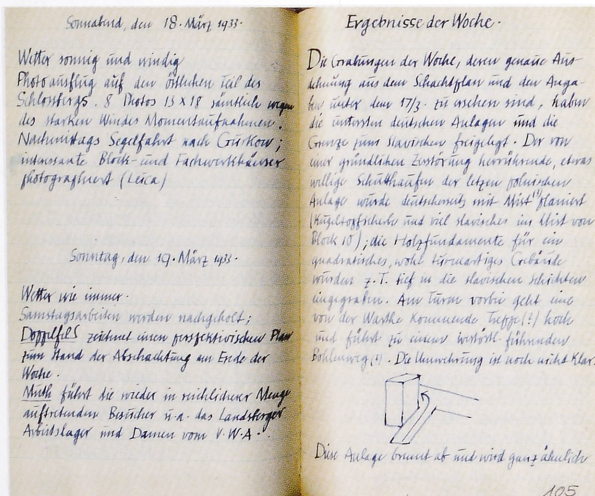 Sonnabend, den 18. März 1933.
Wetter sonnig und windig
Photoausflug auf den östlichen Teil des
Schlossbergs. 8 Photos 13 x 18 sämtlich wegen
des starken Windes Momentaufnahmen.
Nachmittags Segelfahrt nach Gurkow;
interessante Block- und Fachwerkhäuser
photographiert (Leica)
Sonntag, den 19. März 1933.
Wetter wie immer.
Samstagsarbeiten werden nachgeholt;
Doppelfeld zeichnet einen perspektivischen Plan
zum Stand der Abschachtung am Ende der
Woche.
Muth führt die wieder in reichlicherer Menge
auftretenden Besucher u.a. das Landsberger
Arbeitslager und Damen vom V.W.A.
Ergebnisse der Woche.
Die Grabungen der Woche, deren genaue Aus-
dehnung aus dem Schachtplan und den Anga-
ben unter dem 17/3. zu ersehen sind, haben
die untersten deutschen Anlagen und die
Grenze zum slavischen freigelegt. Der von
einer gründlichen Zerstörung herrührende, etwas
wellige Schutthaufen der letzen polnischen
Anlage wurde deutscherseits mit Mist (?) planiert
(Kugeltopfscherbe und viel slavisches im Mist von
Block 10); die Holzfundamente für ein
quadratisches, wohl turmartiges Gebäude
wurden z.T. tief in die slavischen Schichten
eingegraben. Am Turm vorbei geht eine
von der Warthe kommende Treppe (?) hoch
und führt zu einem westöstl. führenden
Bohlenweg (?). Die Umwehrung ist noch nicht klar.
Diese Anlage brennt ab und wird ganz ähnlich
105